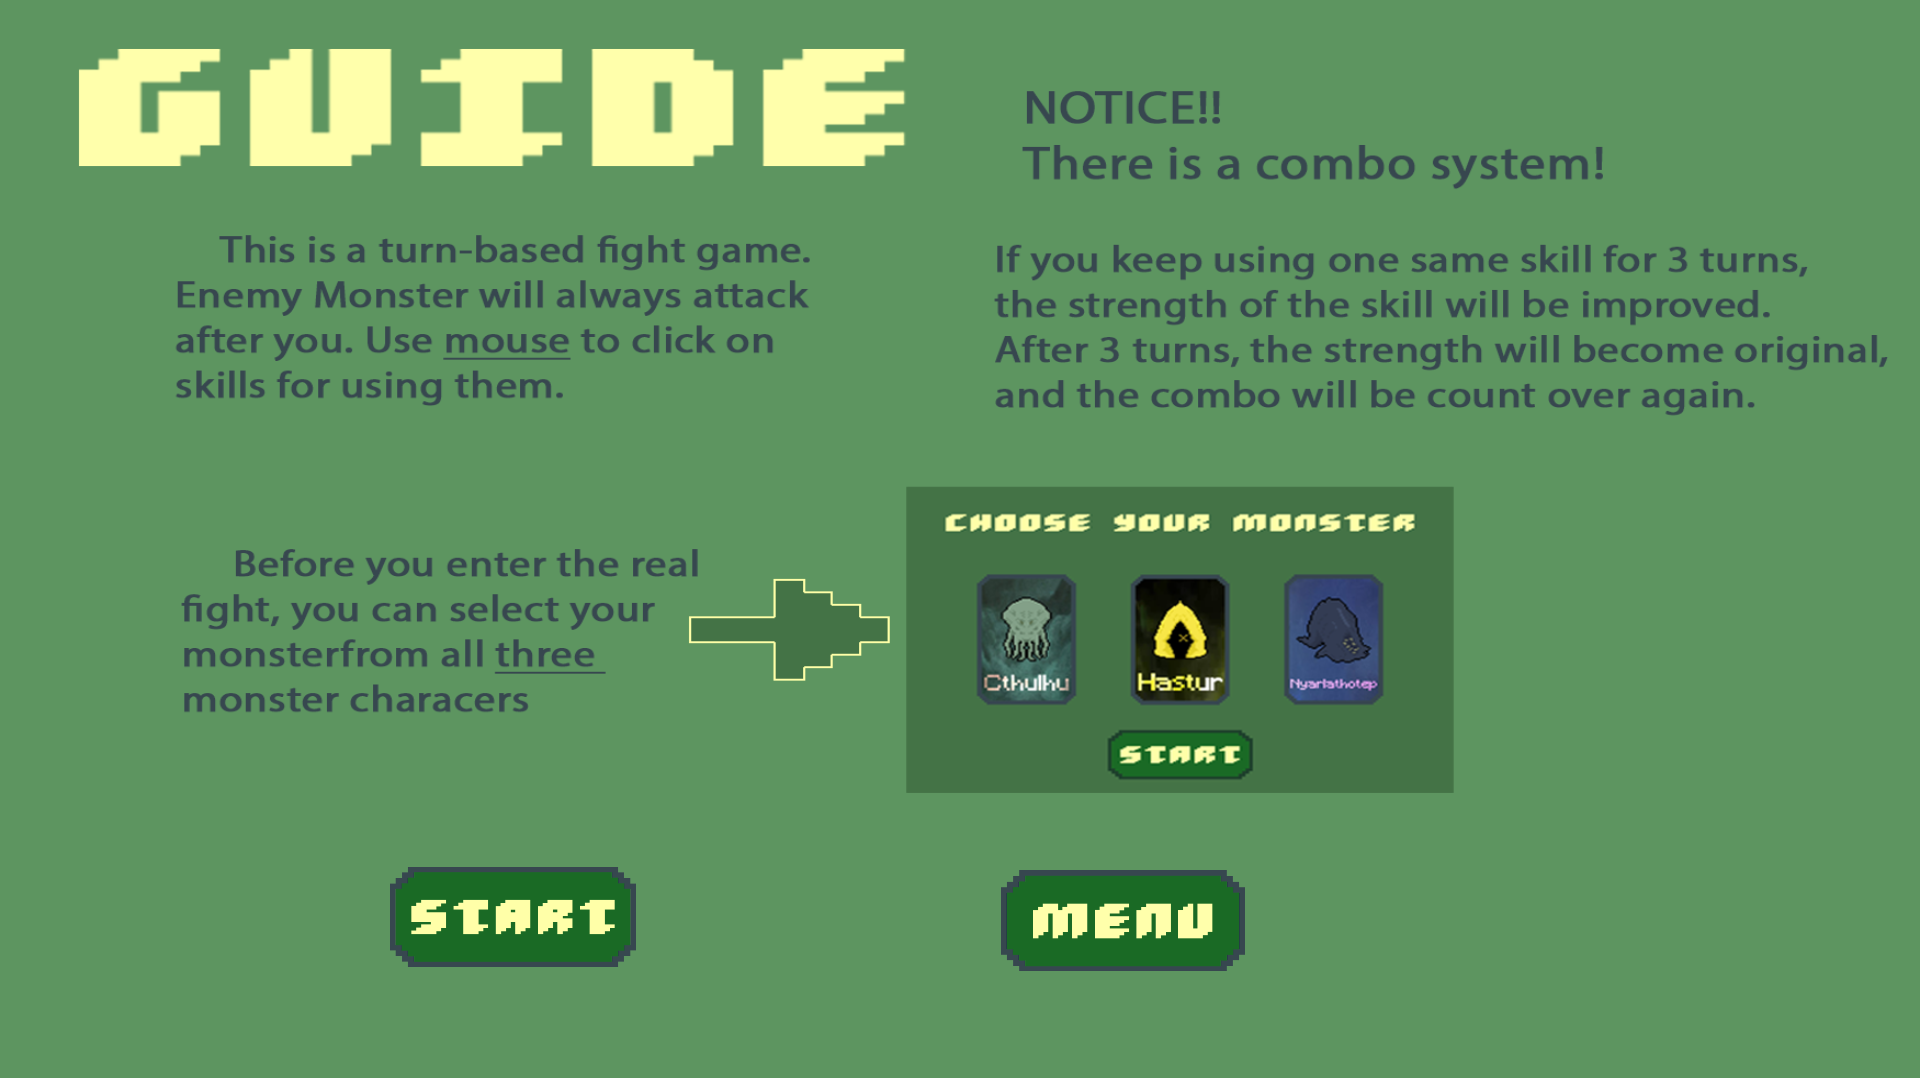 GUIDE
This is a turn-based fight game.
Enemy Monster will always attack
after you. Use mouse to click on
skills for using them.
NOTICE!!
There is a combo system!
If you keep using one same skill for 3 turns,
the strength of the skill will be improved.
After 3 turns, the strength will become original,
and the combo will be count over again.
Before you enter the real
fight, you can select your
monsterfrom all three
monster characers
CHOOSE YOUR MONSTER
Cthulhu
Hastur
Nyarlathotep
START
START
MENU